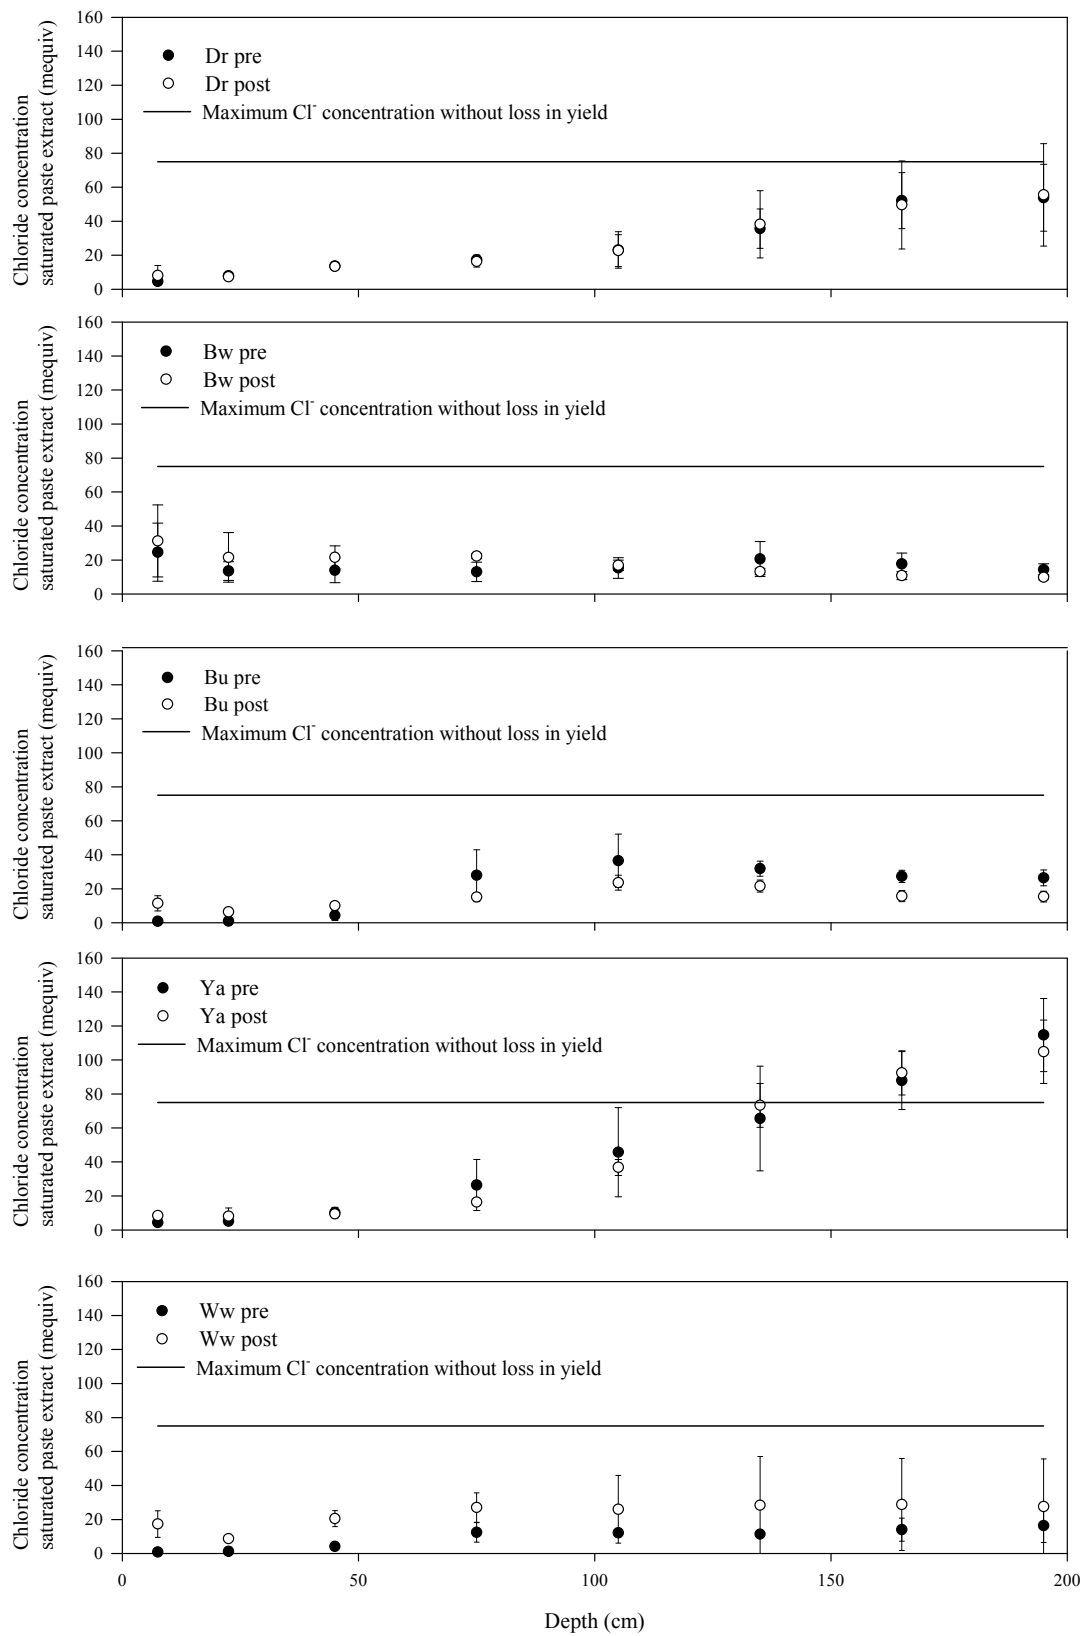 160
140
120
100
80
60
40
20
0
Chloride concentration
saturated paste extract (mequiv)
Dr pre
Dr post
Maximum Cl⁻ concentration without loss in yield
160
140
120
100
80
60
40
20
0
Chloride concentration
saturated paste extract (mequiv)
Bw pre
Bw post
Maximum Cl⁻ concentration without loss in yield
160
140
120
100
80
60
40
20
0
Chloride concentration
saturated paste extract (mequiv)
Bu pre
Bu post
Maximum Cl⁻ concentration without loss in yield
160
140
120
100
80
60
40
20
0
Chloride concentration
saturated paste extract (mequiv)
Ya pre
Ya post
Maximum Cl⁻ concentration without loss in yield
160
140
120
100
80
60
40
20
0
Chloride concentration
saturated paste extract (mequiv)
Ww pre
Ww post
Maximum Cl⁻ concentration without loss in yield
0 50 100 150 200
Depth (cm)